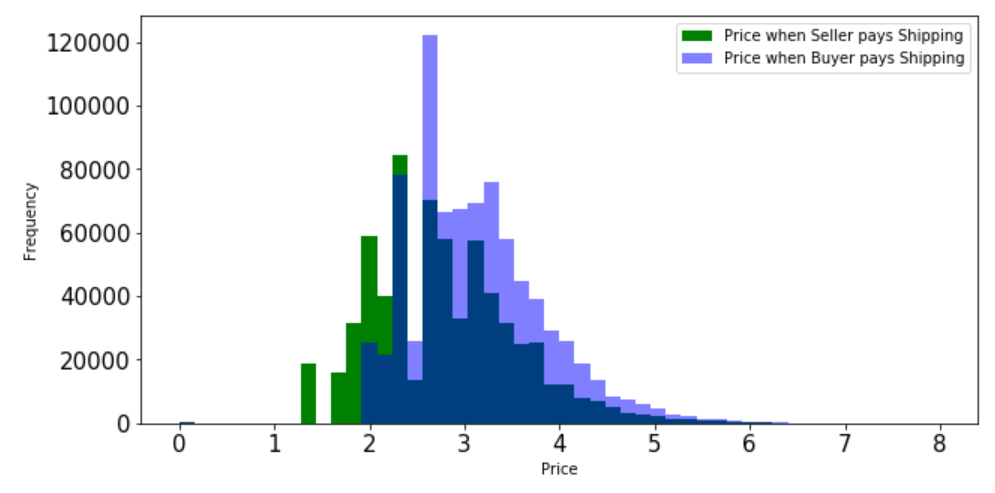 Price when Seller pays Shipping
Price when Buyer pays Shipping
120000
100000
80000
60000
40000
20000
0
Frequency
0 1 2 3 4 5 6 7 8
Price